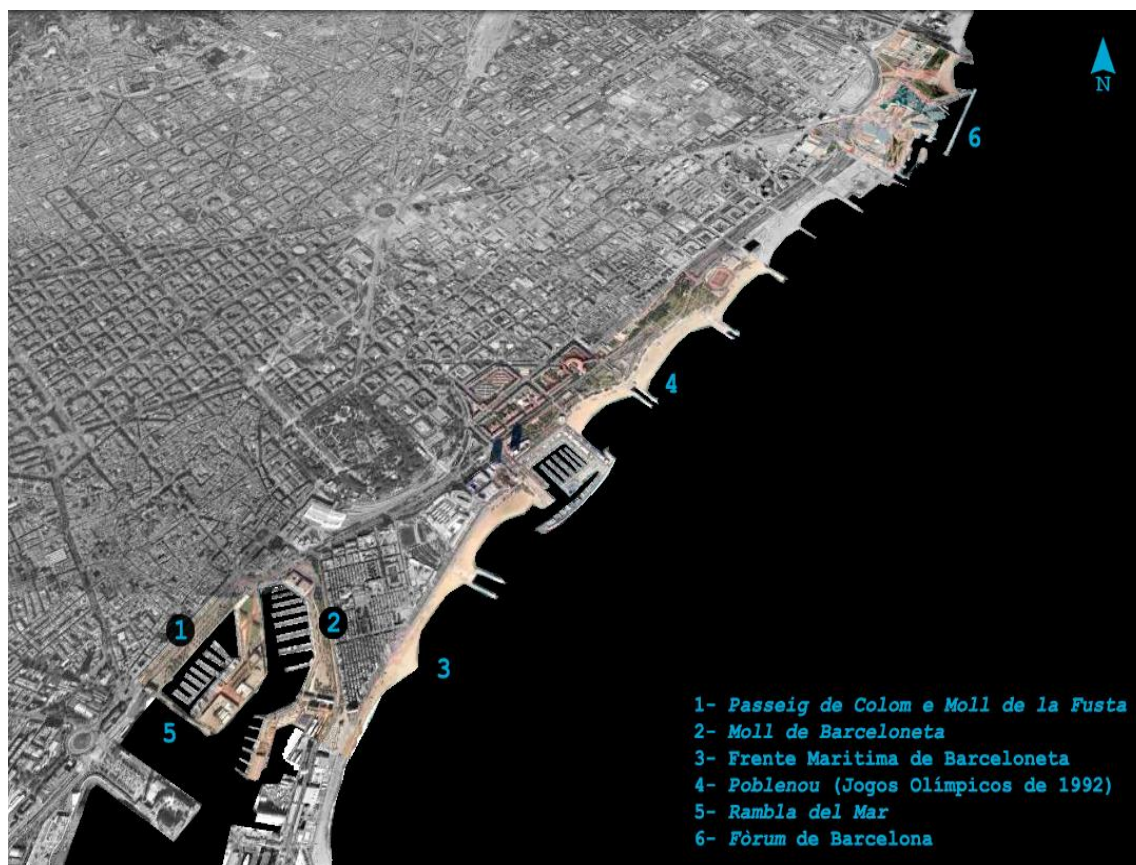 N
6
4
1
2
3
5
1- Passeig de Colom e Moll de la Fusta
2- Moll de Barceloneta
3- Frente Maritima de Barceloneta
4- Poblenou (Jogos Olímpicos de 1992)
5- Rambla del Mar
6- Fòrum de Barcelona